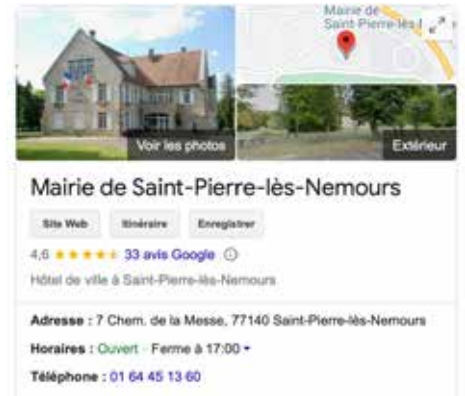 Mairie de
Saint-Pierre-lès
Voir les photos
Extérieur
Mairie de Saint-Pierre-lès-Nemours
Site Web
Itinéraire
Enregistrer
4,6 33 avis Google
Hôtel de ville à Saint-Pierre-lès-Nemours
Adresse : 7 Chem. de la Messe, 77140 Saint-Pierre-lès-Nemours
Horaires : Ouvert · Ferme à 17:00
Téléphone : 01 64 45 13 60